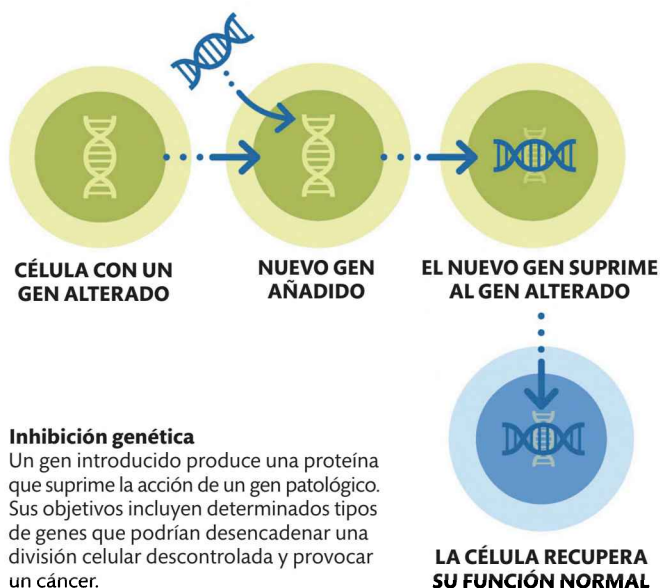 CÉLULA CON UN
GEN ALTERADO
NUEVO GEN
AÑADIDO
EL NUEVO GEN SUPRIME
AL GEN ALTERADO
Inhibición genética
Un gen introducido produce una proteína
que suprime la acción de un gen patológico.
Sus objetivos incluyen determinados tipos
de genes que podrían desencadenar una
división celular descontrolada y provocar
un cáncer.
LA CÉLULA RECUPERA
SU FUNCIÓN NORMAL